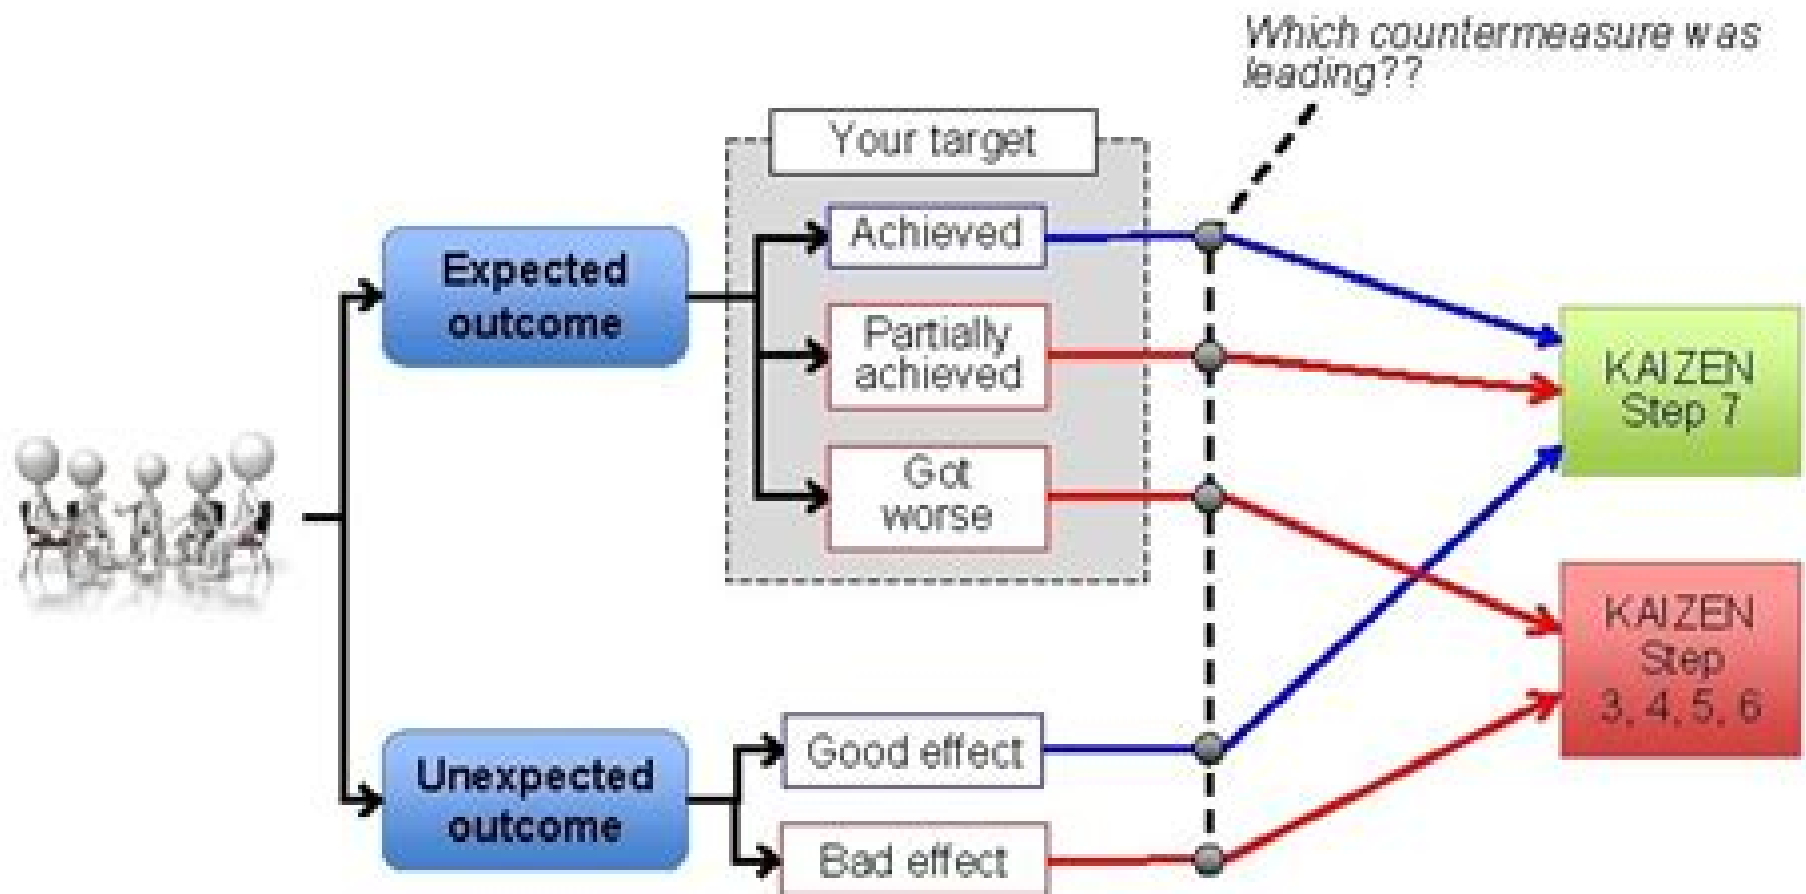 Which countermeasure was
leading??
Your target
Achieved
Expected
outcome
Partially
achieved
KAIZEN
Step 7
Got
worse
KAIZEN
Step
3, 4, 5, 6
Good effect
Unexpected
outcome
Bad effect